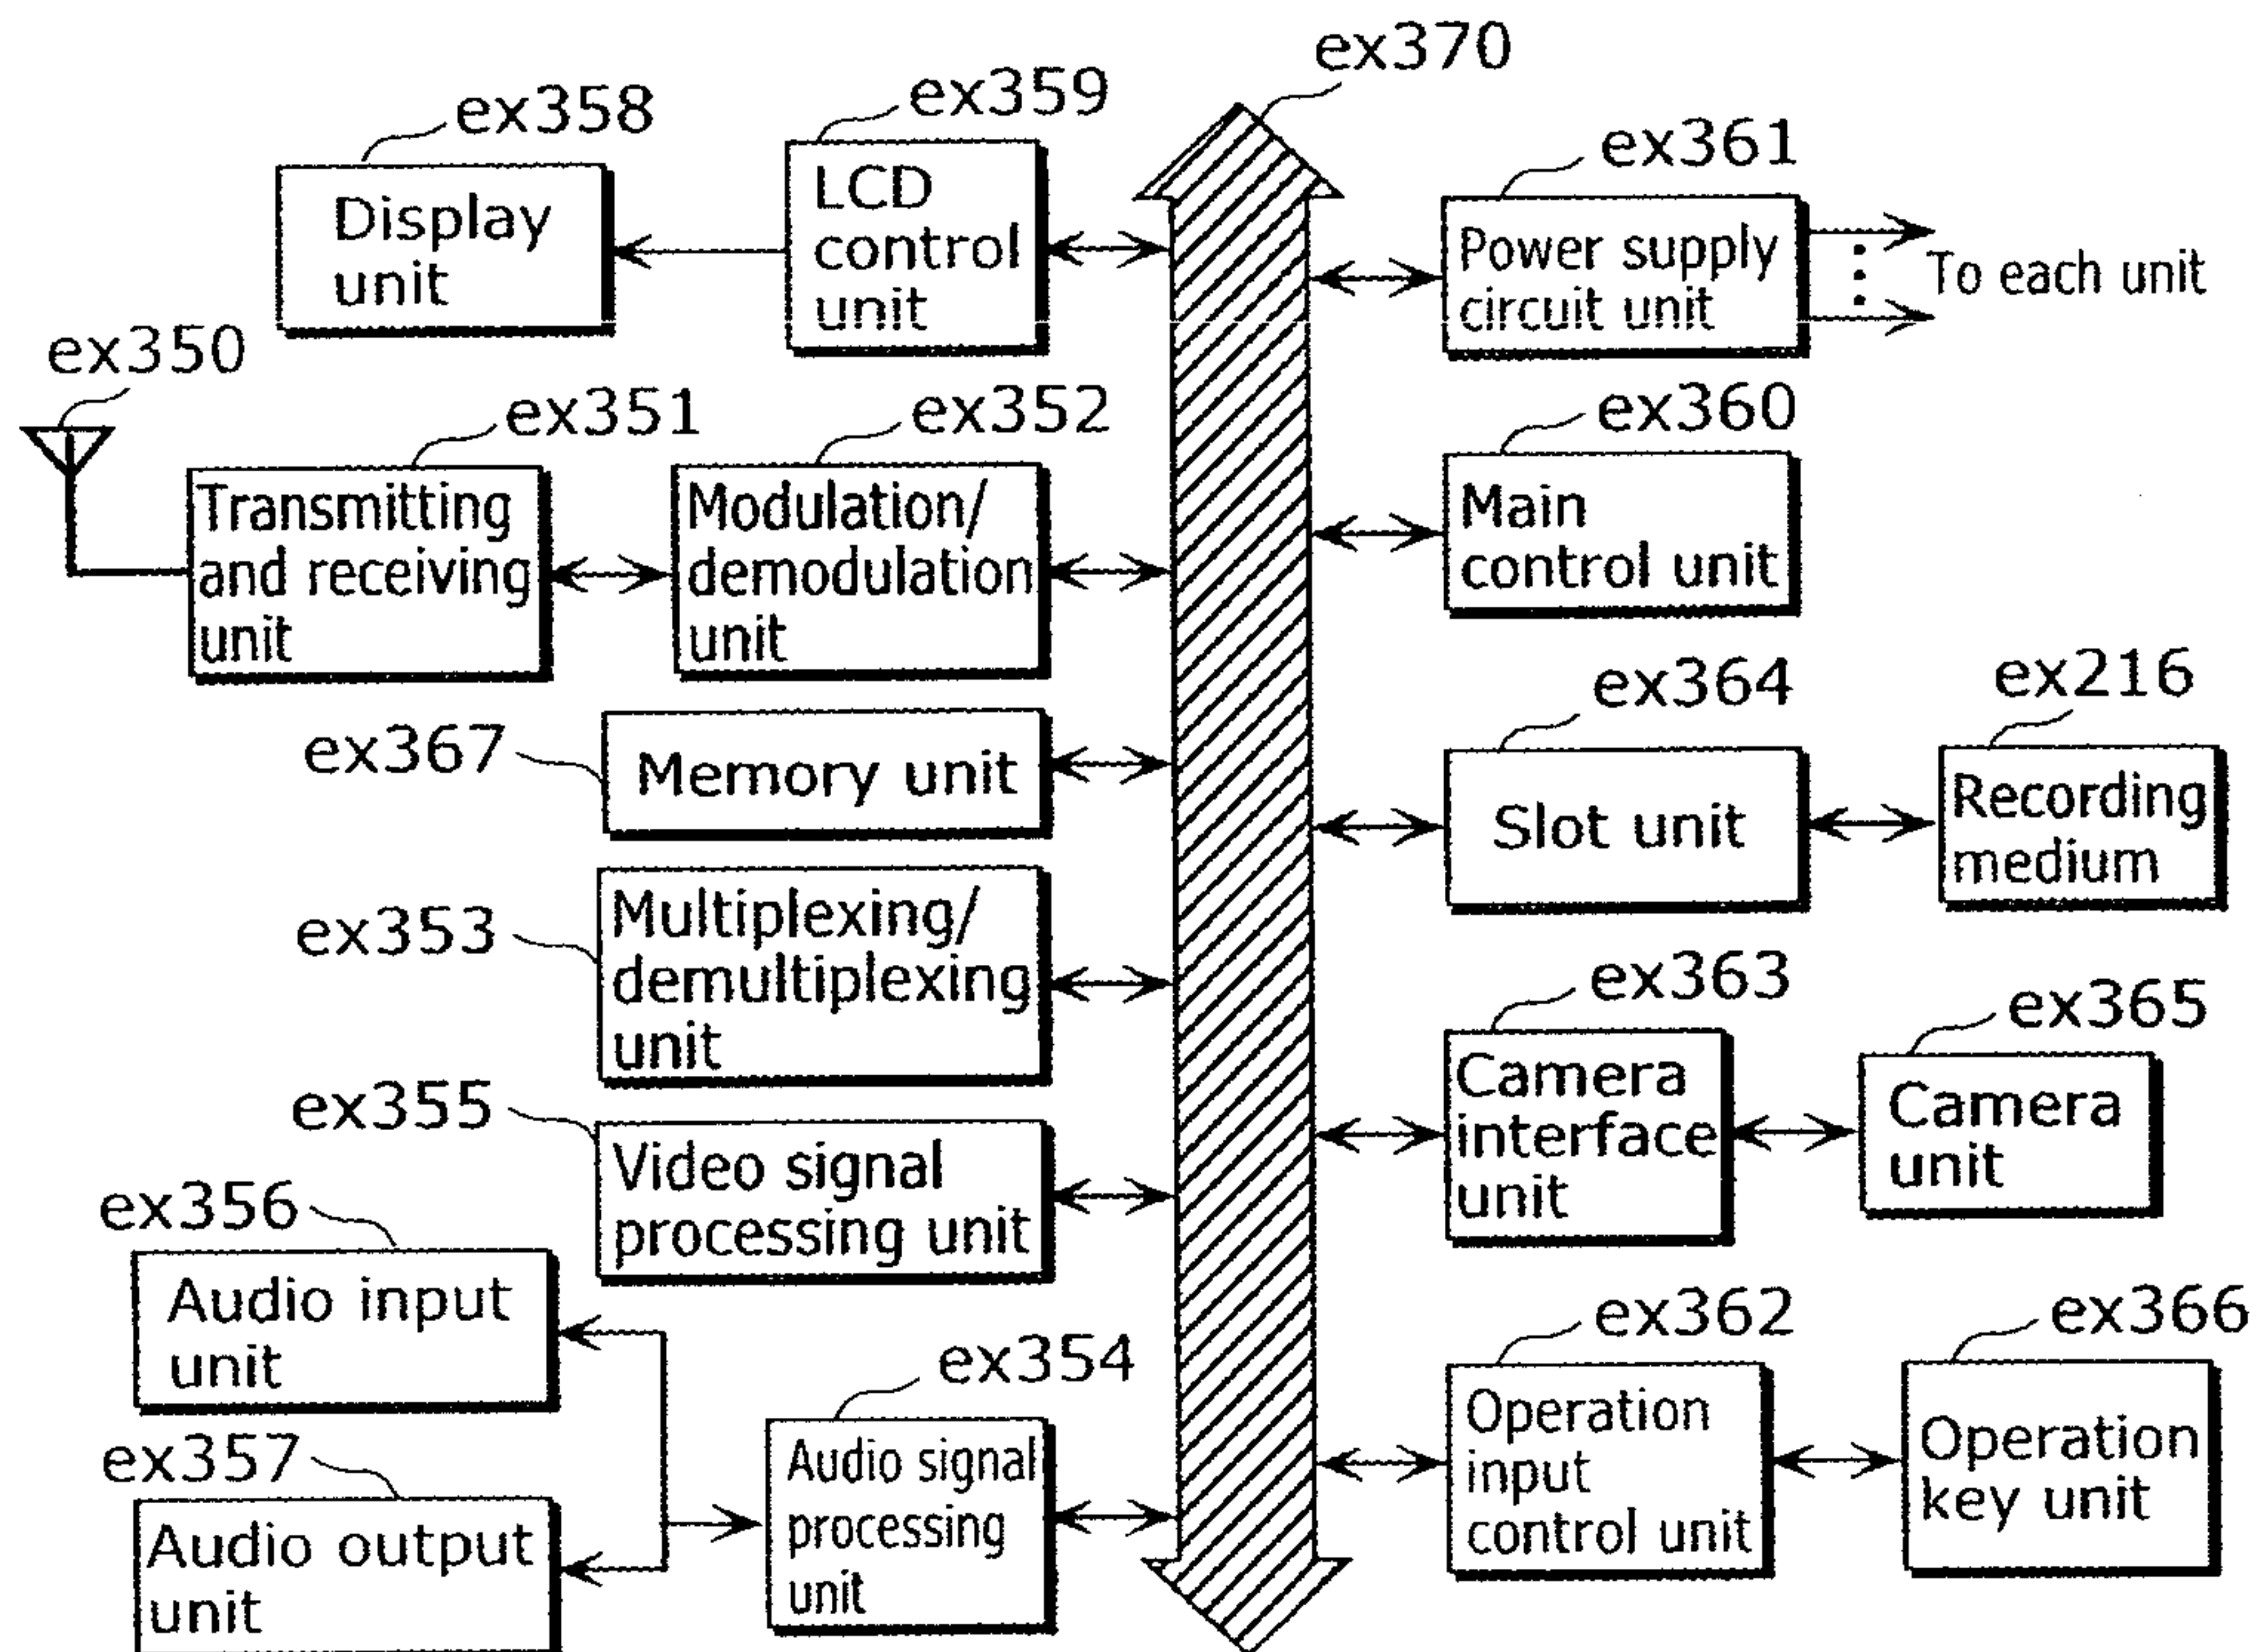 ex370
ex358
ex359
ex361
Display
unit
LCD
control
unit
Power supply
circuit unit
To each unit
ex350
ex351
ex352
ex360
Transmitting
and receiving
unit
Modulation/
demodulation
unit
Main
control unit
ex367
Memory unit
ex364
ex216
Slot unit
Recording
medium
ex353
Multiplexing/
demultiplexing
unit
ex363
ex365
Camera
interface
unit
Camera
unit
ex355
Video signal
processing unit
ex356
Audio input
unit
ex354
ex362
ex366
Operation
input
control unit
Operation
key unit
ex357
Audio output
unit
Audio signal
processing
unit